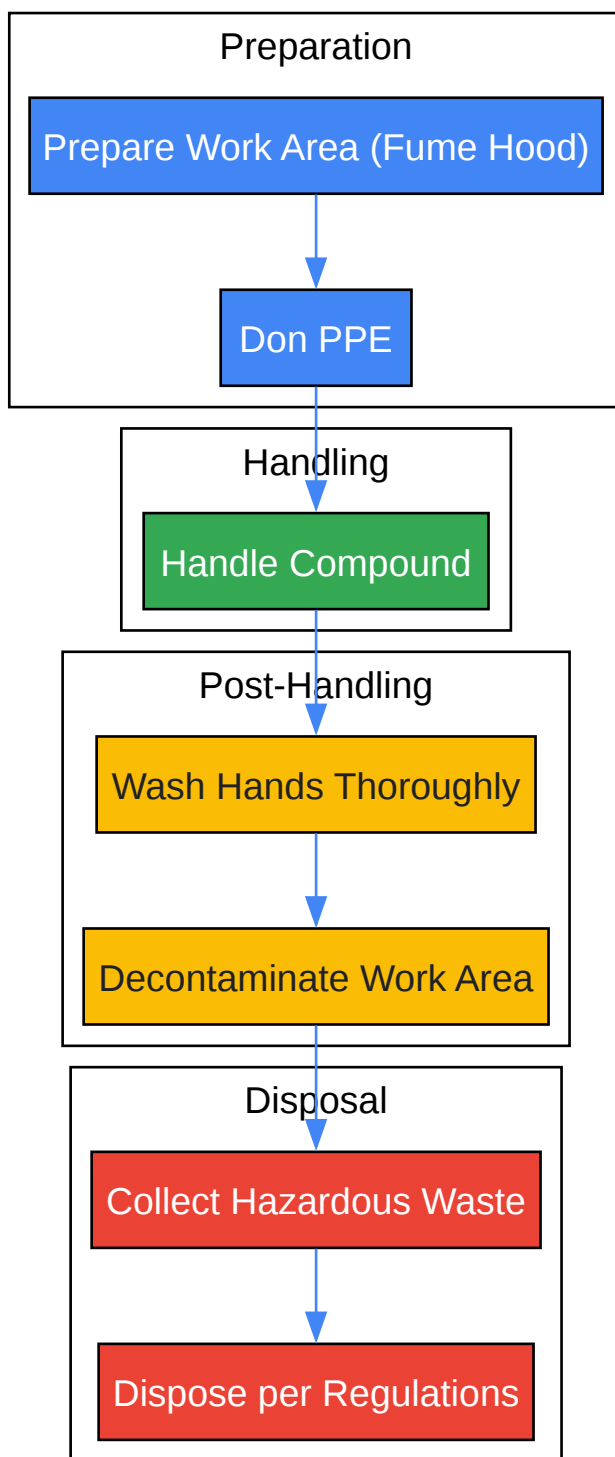 Preparation
Prepare Work Area (Fume Hood)
Don PPE
Handling
Handle Compound
Post-Handling
Wash Hands Thoroughly
Decontaminate Work Area
Disposal
Collect Hazardous Waste
Dispose per Regulations